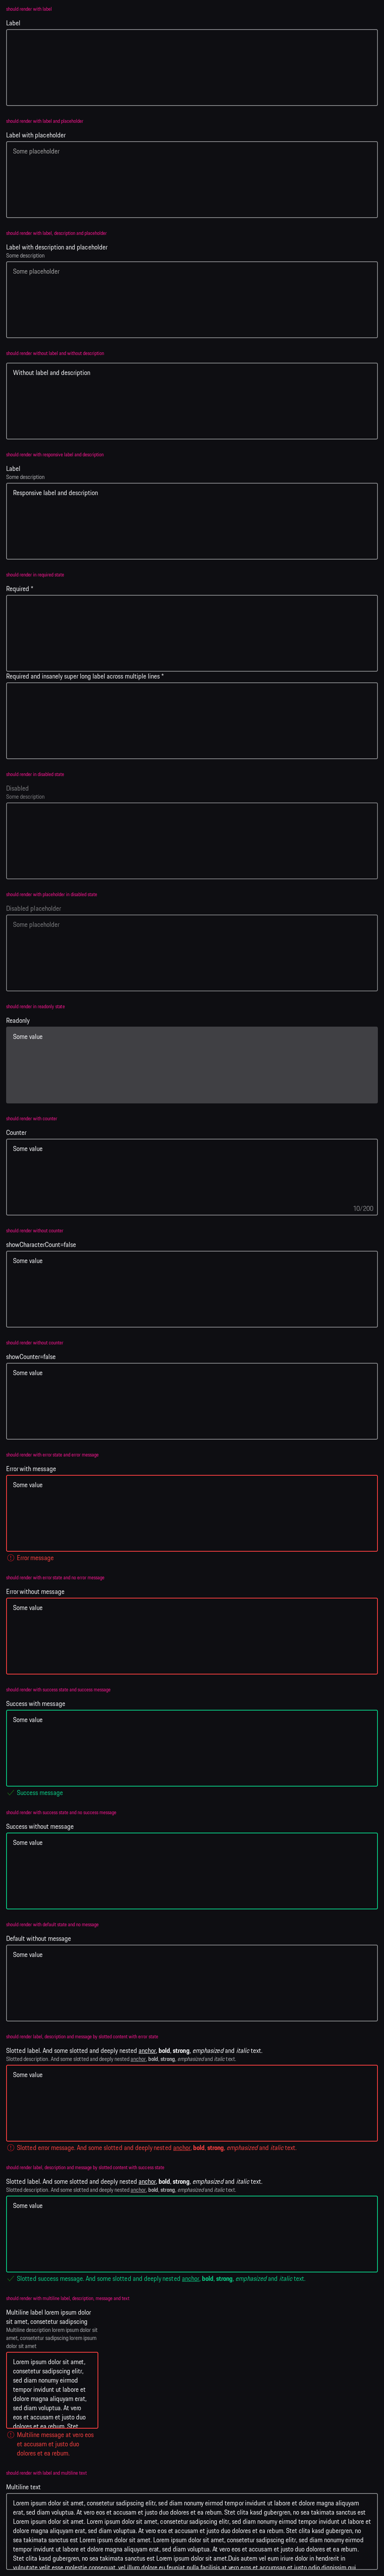 should render with label
Label
should render with label and placeholder
Label with placeholder
Some placeholder
should render with label, description and placeholder
Label with description and placeholder
Some description
Some placeholder
should render without label and without description
Without label and description
should render with responsive label and description
Label
Some description
Responsive label and description
should render in required state
Required *
Required and insanely super long label across multiple lines *
should render in disabled state
Disabled
Some description
should render with placeholder in disabled state
Disabled placeholder
Some placeholder
should render in readonly state
Readonly
Some value
should render with counter
Counter
Some value
10/200
should render without counter
showCharacterCount=false
Some value
should render without counter
showCounter=false
Some value
should render with error state and error message
Error with message
Some value
Error message
should render with error state and no error message
Error without message
Some value
should render with success state and success message
Success with message
Some value
Success message
should render with success state and no success message
Success without message
Some value
should render with default state and no message
Default without message
Some value
should render label, description and message by slotted content with error state
Slotted label. And some slotted and deeply nested anchor, bold, strong, emphasized and italic text.
Slotted description. And some slotted and deeply nested anchor, bold, strong, emphasized and italic text.
Some value
Slotted error message. And some slotted and deeply nested anchor, bold, strong, emphasized and italic text.
should render label, description and message by slotted content with success state
Slotted label. And some slotted and deeply nested anchor, bold, strong, emphasized and italic text.
Slotted description. And some slotted and deeply nested anchor, bold, strong, emphasized and italic text.
Some value
Slotted success message. And some slotted and deeply nested anchor, bold, strong, emphasized and italic text.
should render with multiline label, description, message and text
Multiline label lorem ipsum dolor
sit amet, consetetur sadipscing
Multiline description lorem ipsum dolor sit
amet, consetetur sadipscing lorem ipsum
dolor sit amet
Lorem ipsum dolor sit amet,
consetetur sadipscing elitr,
sed diam nonumy eirmod
tempor invidunt ut labore et
dolore magna aliquyam erat,
sed diam voluptua. At vero
eos et accusam et justo duo
dolores et ea rebum. Stet
Multiline message at vero eos
et accusam et justo duo
dolores et ea rebum.
should render with label and multiline text
Multiline text
Lorem ipsum dolor sit amet, consetetur sadipscing elitr, sed diam nonumy eirmod tempor invidunt ut labore et dolore magna aliquyam
erat, sed diam voluptua. At vero eos et accusam et justo duo dolores et ea rebum. Stet clita kasd gubergren, no sea takimata sanctus est
Lorem ipsum dolor sit amet. Lorem ipsum dolor sit amet, consetetur sadipscing elitr, sed diam nonumy eirmod tempor invidunt ut labore et
dolore magna aliquyam erat, sed diam voluptua. At vero eos et accusam et justo duo dolores et ea rebum. Stet clita kasd gubergren, no
sea takimata sanctus est Lorem ipsum dolor sit amet. Lorem ipsum dolor sit amet, consetetur sadipscing elitr, sed diam nonumy eirmod
tempor invidunt ut labore et dolore magna aliquyam erat, sed diam voluptua. At vero eos et accusam et justo duo dolores et ea rebum.
Stet clita kasd gubergren, no sea takimata sanctus est Lorem ipsum dolor sit amet.Duis autem vel eum iriure dolor in hendrerit in
vulputate velit esse molestie consequat, vel illum dolore eu feugiat nulla facilisis at vero eros et accumsan et iusto odio dignissim qui